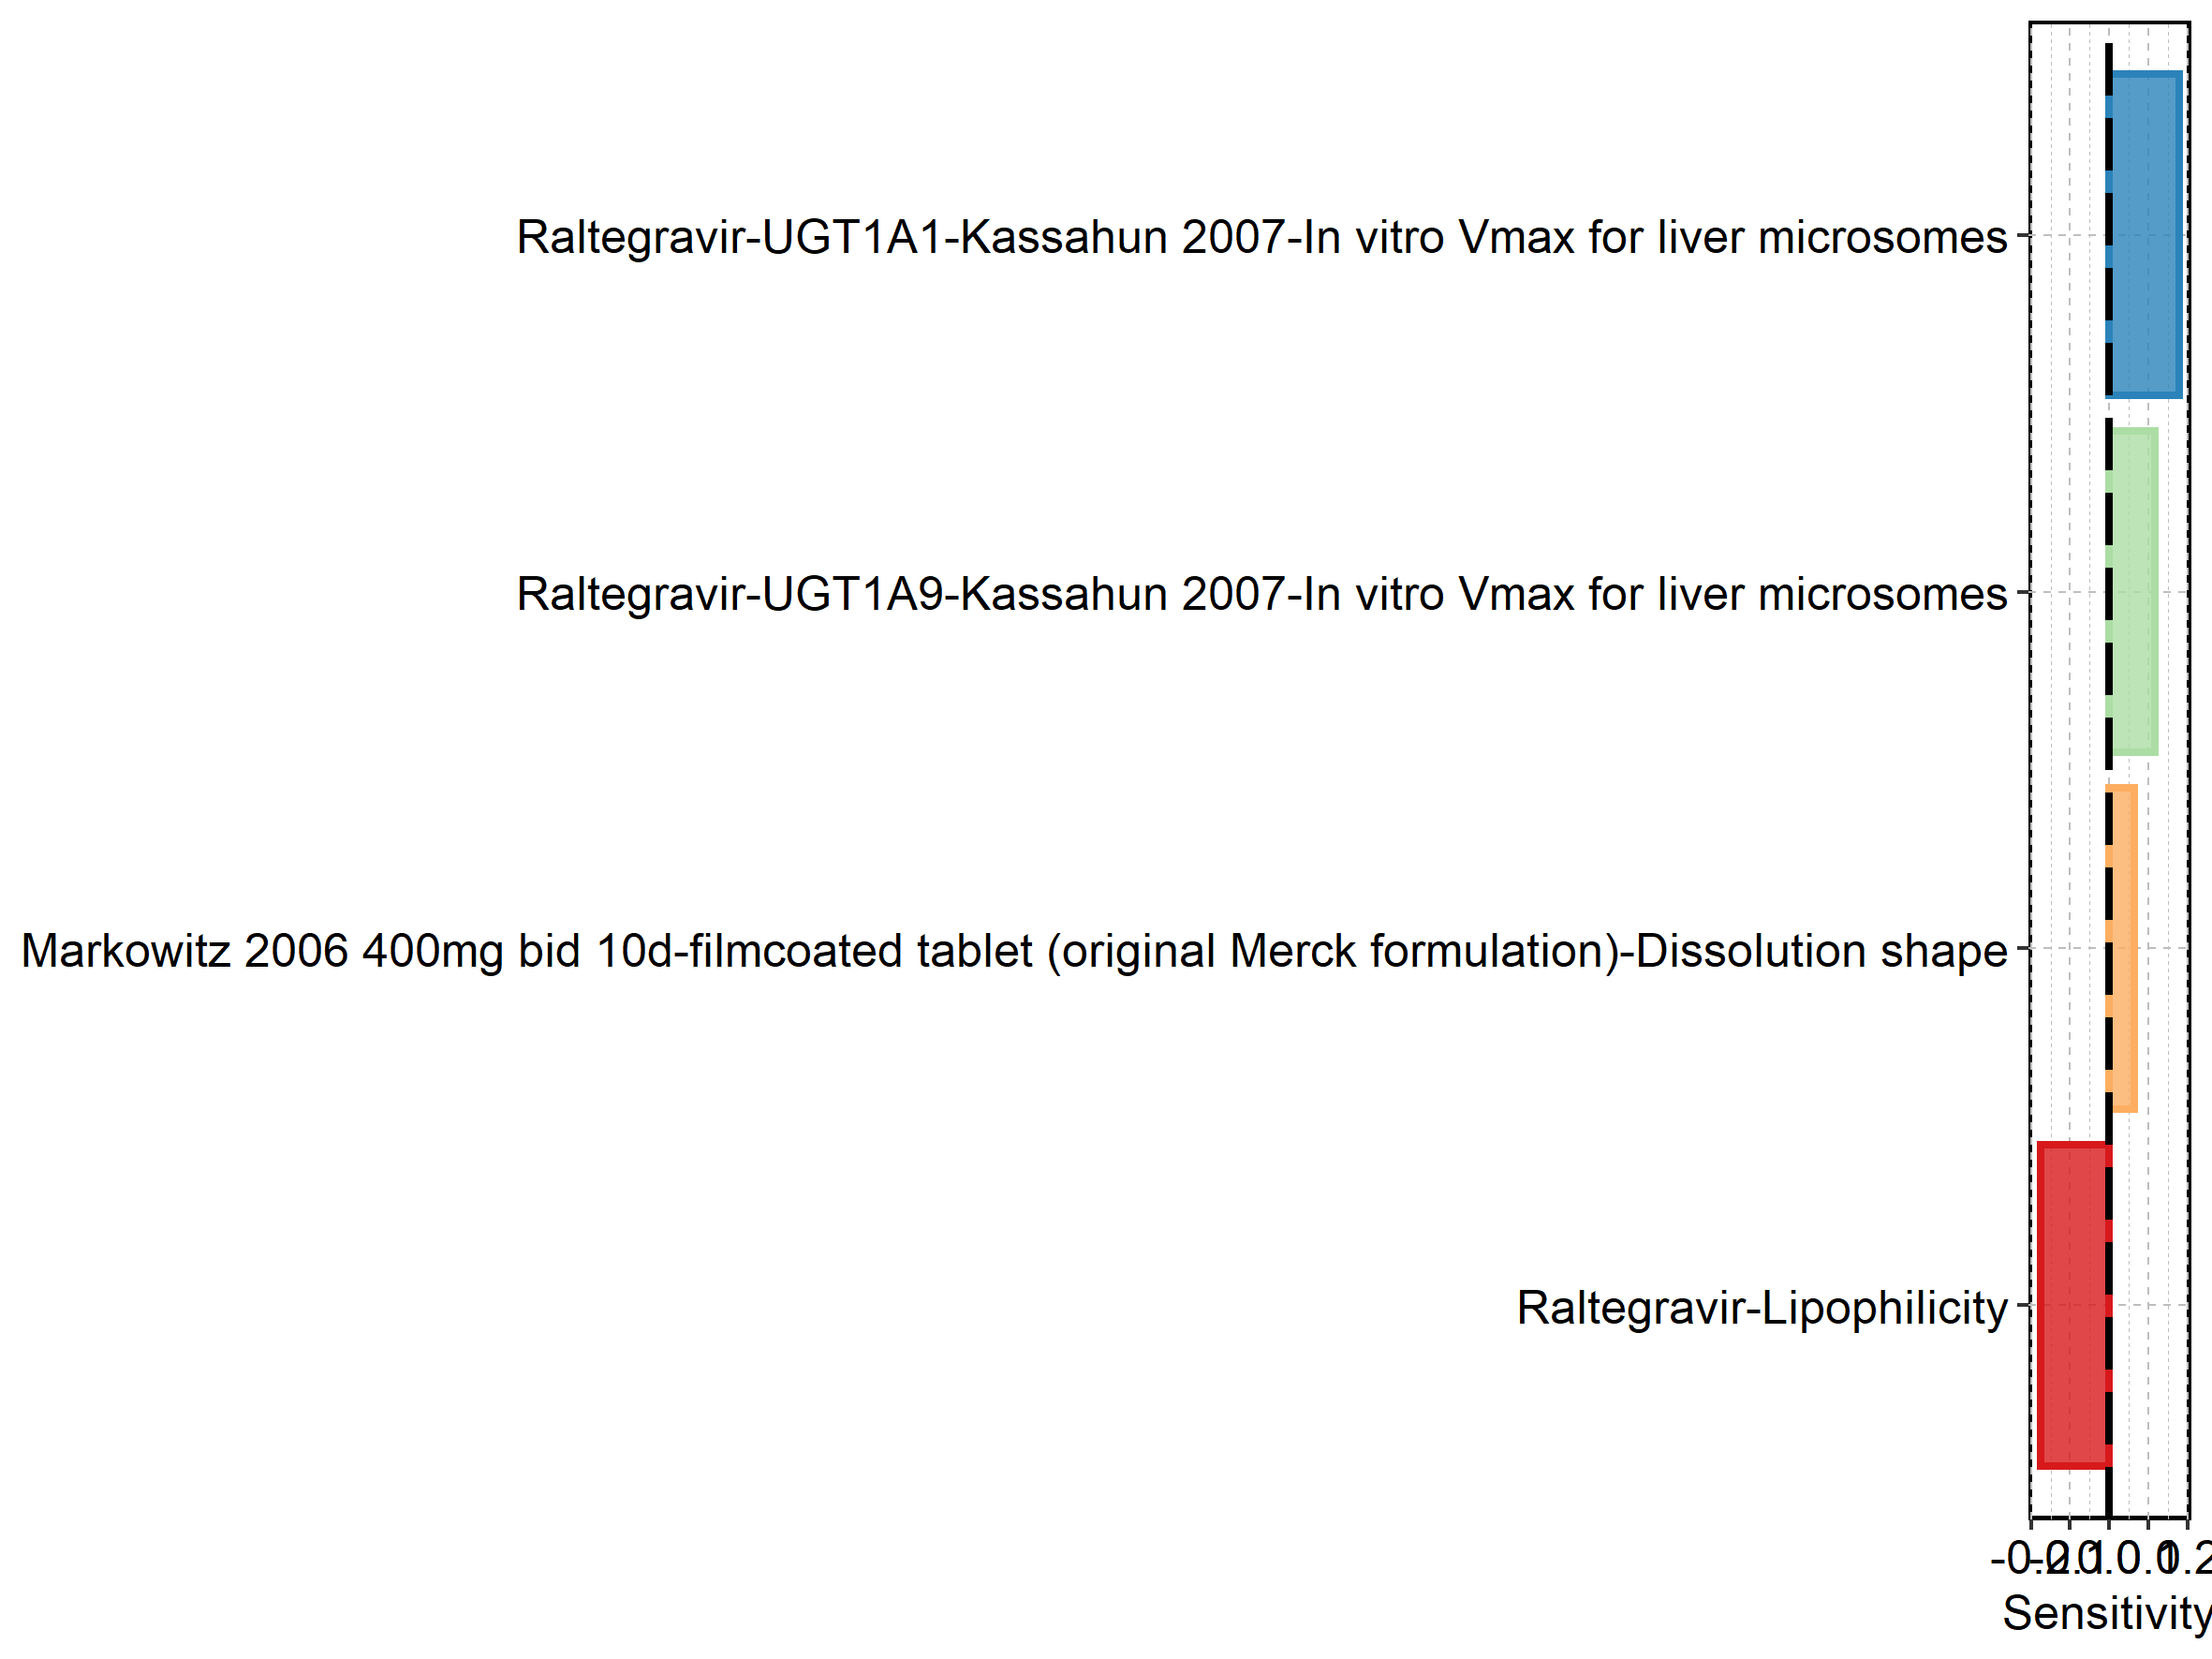 Raltegravir-UGT1A1-Kassahun 2007-In vitro Vmax for liver microsomes
Raltegravir-UGT1A9-Kassahun 2007-In vitro Vmax for liver microsomes
Markowitz 2006 400mg bid 10d-filmcoated tablet (original Merck formulation)-Dissolution shape
Raltegravir-Lipophilicity
-0.2 -0.1 0.0 0.1 0.2
Sensitivity